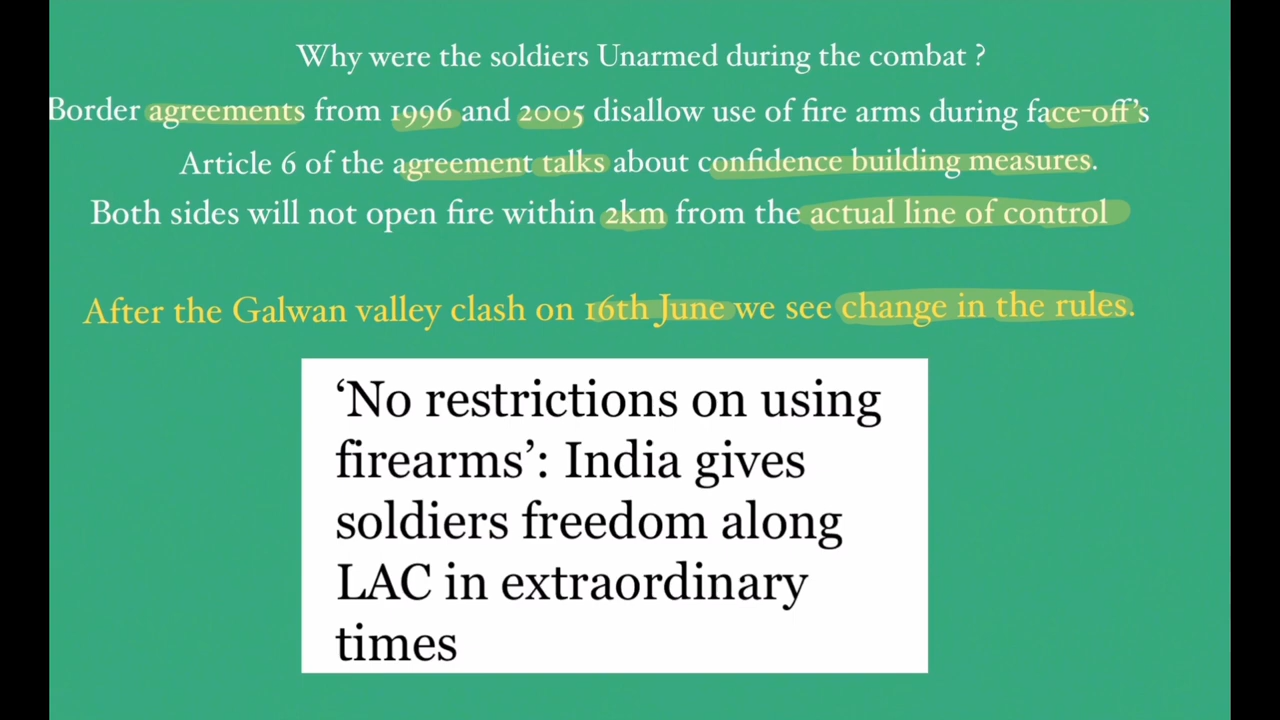 Why were the soldiers Unarmed during the combat ?
Border agreements from 1996 and 2005 disallow use of fire arms during face-off's
Article 6 of the agreement talks about confidence building measures.
Both sides will not open fire within 2km from the actual line of control
After the Galwan valley clash on 16th June we see change in the rules.
‘No restrictions on using
firearms’: India gives
soldiers freedom along
LAC in extraordinary
times